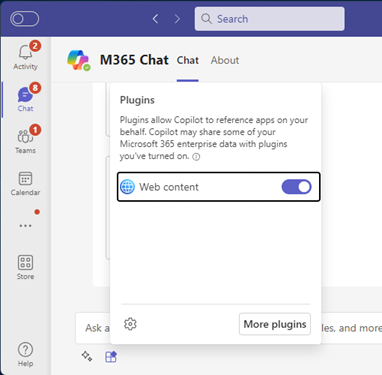 Search
2
Activity
M365 Chat Chat About
8
Chat
Plugins
Plugins allow Copilot to reference apps on your
behalf. Copilot may share some of your
Microsoft 365 enterprise data with plugins
you've turned on.
1
Teams
Web content
Calendar
Store
More plugins
Ask a
les, and more
Help